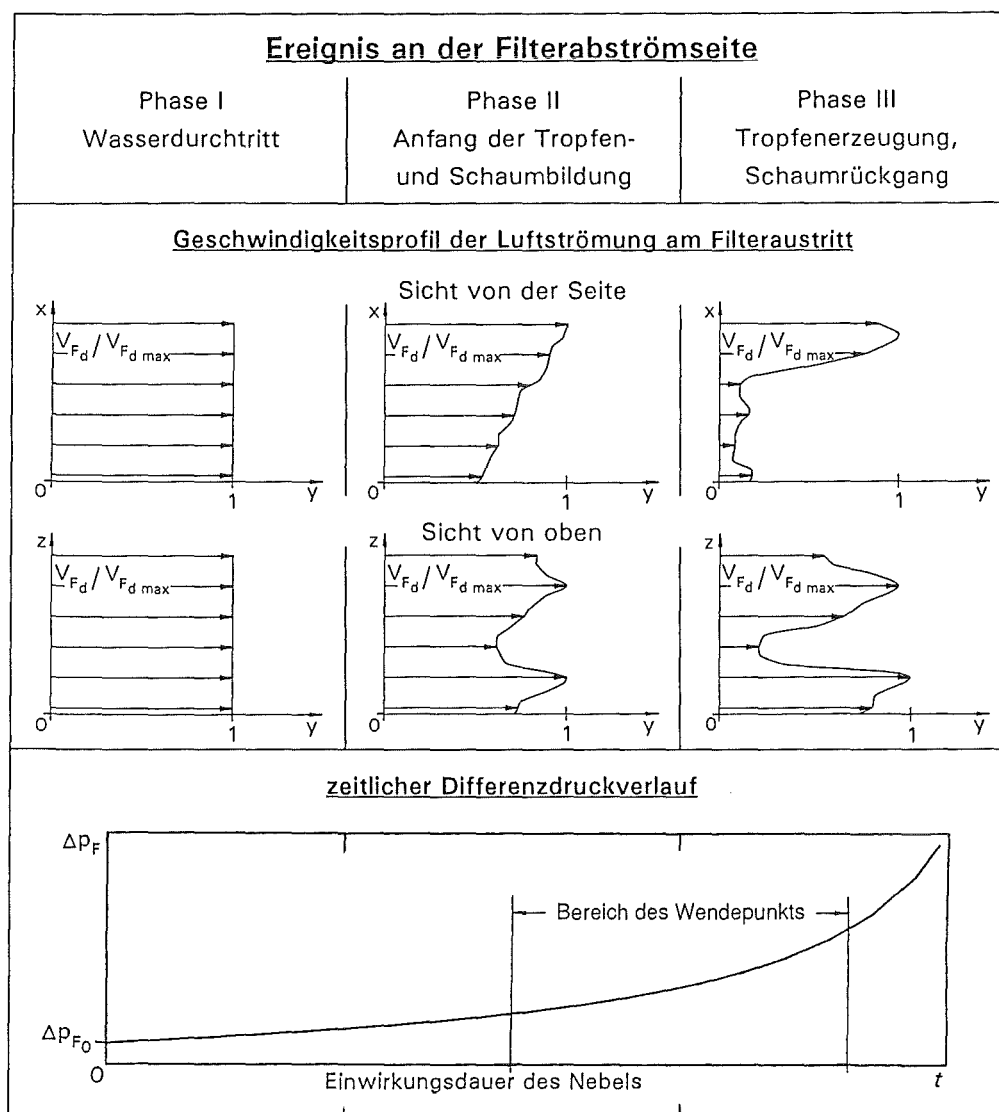 Ereignis an der Filterabströmseite
Phase I
Wasserdurchtritt
Phase II
Anfang der Tropfen-
und Schaumbildung
Phase III
Tropfenerzeugung,
Schaumrückgang
Geschwindigkeitsprofil der Luftströmung am Filteraustritt
Sicht von der Seite
x
V_Fd / V_Fd max
0
1
y
x
V_Fd / V_Fd max
0
1
y
x
V_Fd / V_Fd max
0
1
y
Sicht von oben
z
V_Fd / V_Fd max
0
1
y
z
V_Fd / V_Fd max
0
1
y
z
V_Fd / V_Fd max
0
1
y
zeitlicher Differenzdruckverlauf
Δp_F
Bereich des Wendepunkts
Δp_F0
0
Einwirkungsdauer des Nebels
t